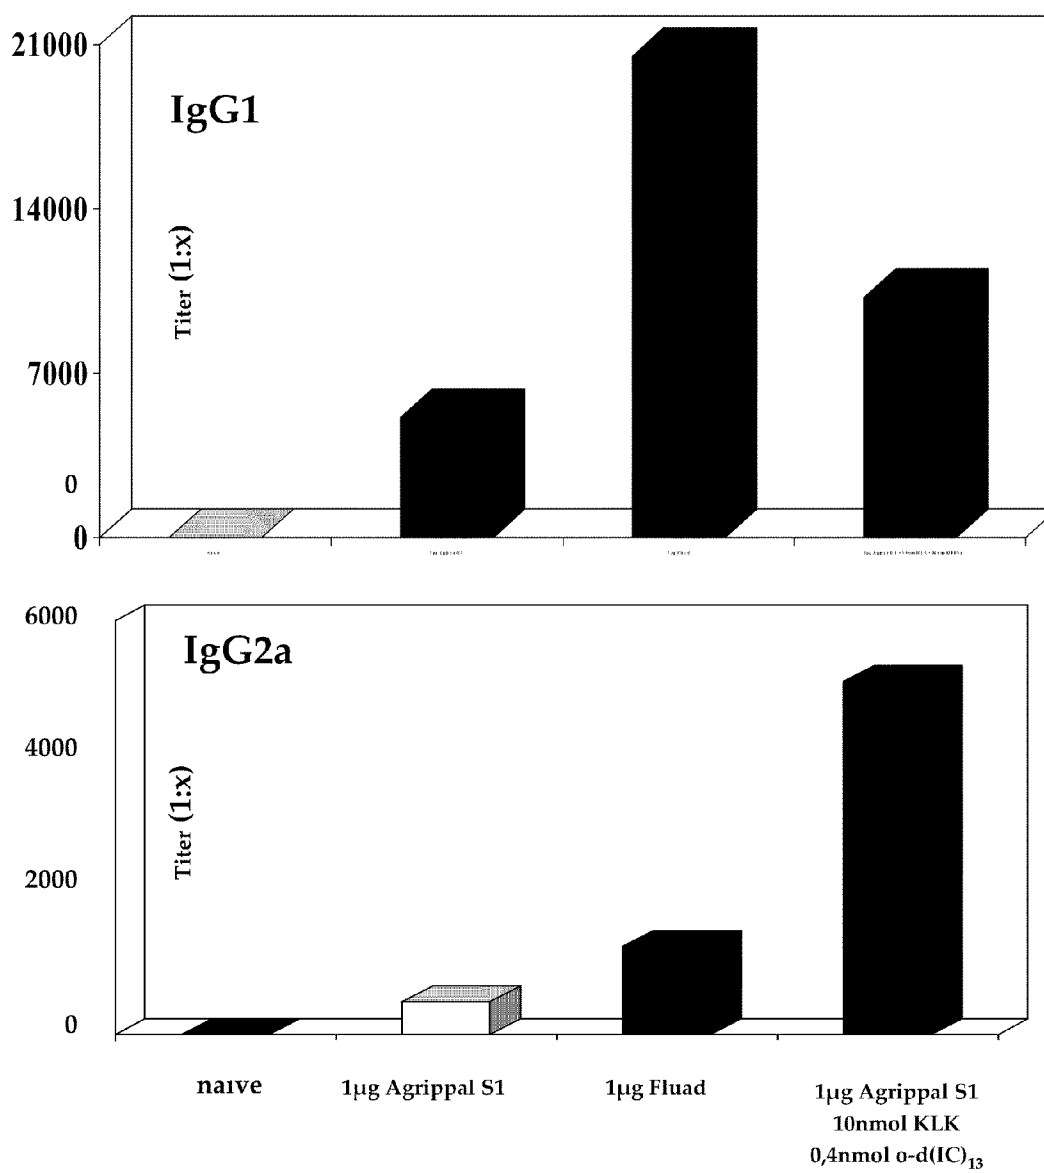 21000
IgG1
14000
Titer (1:x)
7000
0
0
6000
IgG2a
4000
Titer (1:x)
2000
0
naıve
1µg Agrippal S1
1µg Fluad
1µg Agrippal S1
10nmol KLK
0,4nmol o-d(IC)13